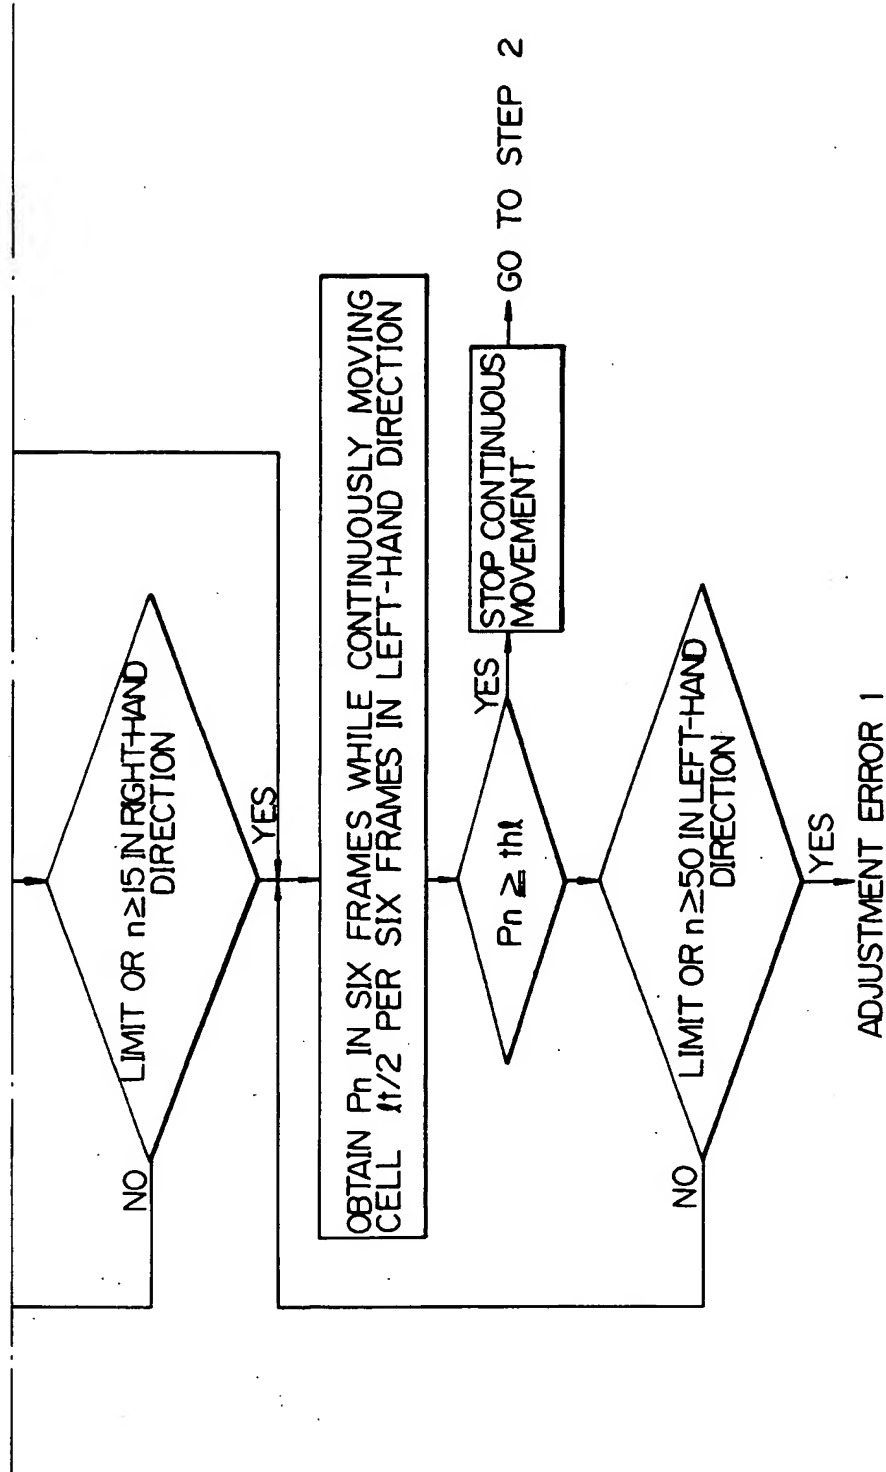 LIMIT OR n≥15 IN RIGHT-HAND
DIRECTION
NO
YES
OBTAIN Pn IN SIX FRAMES WHILE CONTINUOUSLY MOVING
CELL ℓt/2 PER SIX FRAMES IN LEFT-HAND DIRECTION
Pn ≥ thℓ
YES
STOP CONTINUOUS
MOVEMENT.
GO TO STEP 2
LIMIT OR n≥50 IN LEFT-HAND
DIRECTION
NO
YES
ADJUSTMENT ERROR 1